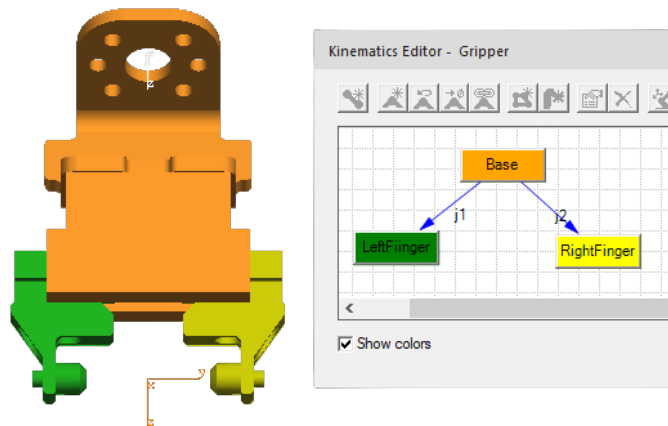 Kinematics Editor - Gripper
Base
j1
j2
LeftFiinger
RightFinger
Show colors
x
y
z
z